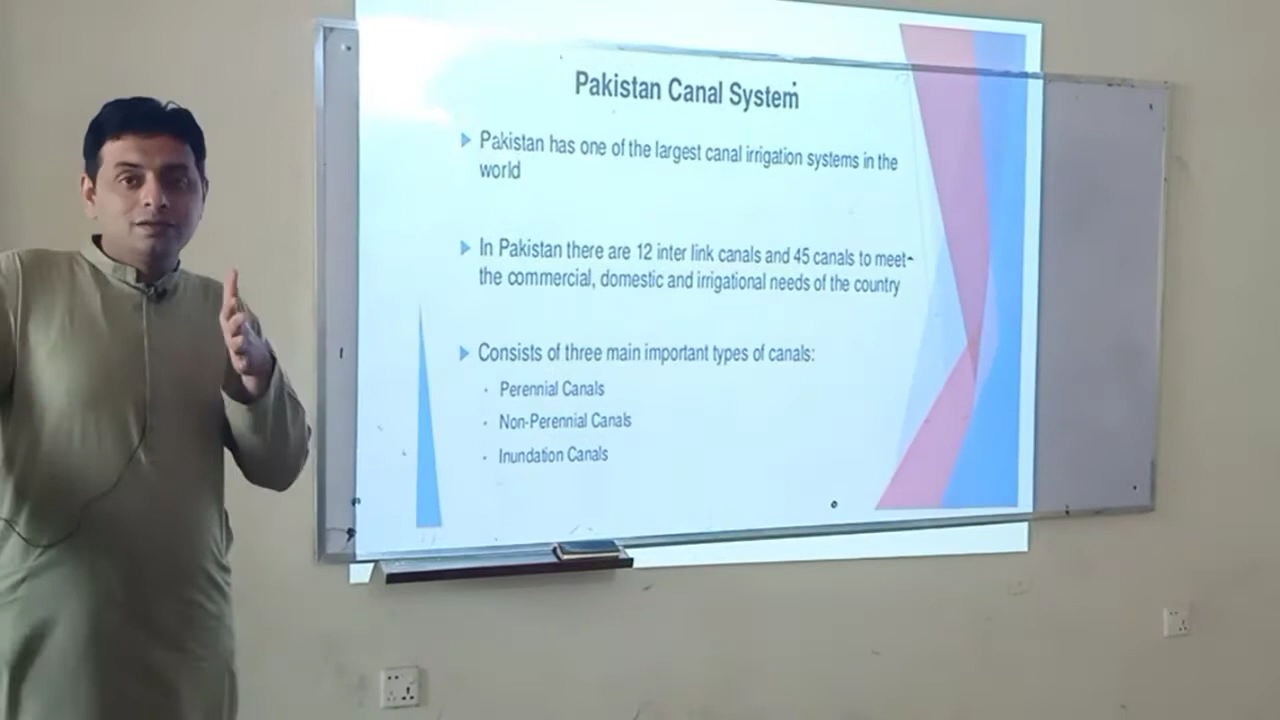 Pakistan Canal System
Pakistan has one of the largest canal irrigation systems in the
world
In Pakistan there are 12 inter link canals and 45 canals to meet
the commercial, domestic and irrigational needs of the country
Consists of three main important types of canals:
· Perennial Canals
· Non-Perennial Canals
· Inundation Canals